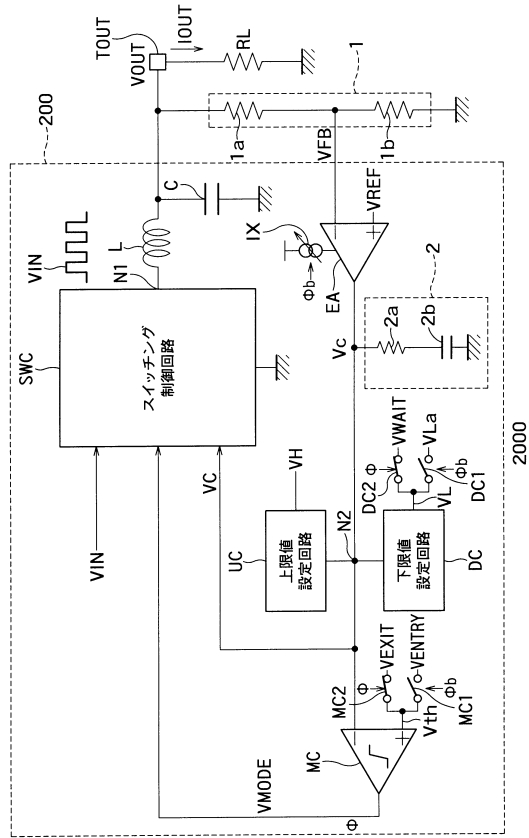 200
VIN
TOUT
VOUT
IOUT
RL
SWC
スイッチング
制御回路
N1
L
C
1
1a
1b
VFB
VIN
VC
IX
Φb
EA
VREF
Vc
2
2a
2b
UC
上限値
設定回路
VH
N2
下限値
設定回路
DC
DC2
Φ
VWAIT
VLa
VL
Φb
DC1
MC2
Φ
VEXIT
VENTRY
Vth
Φb
MC1
MC
VMODE
Φ
2000